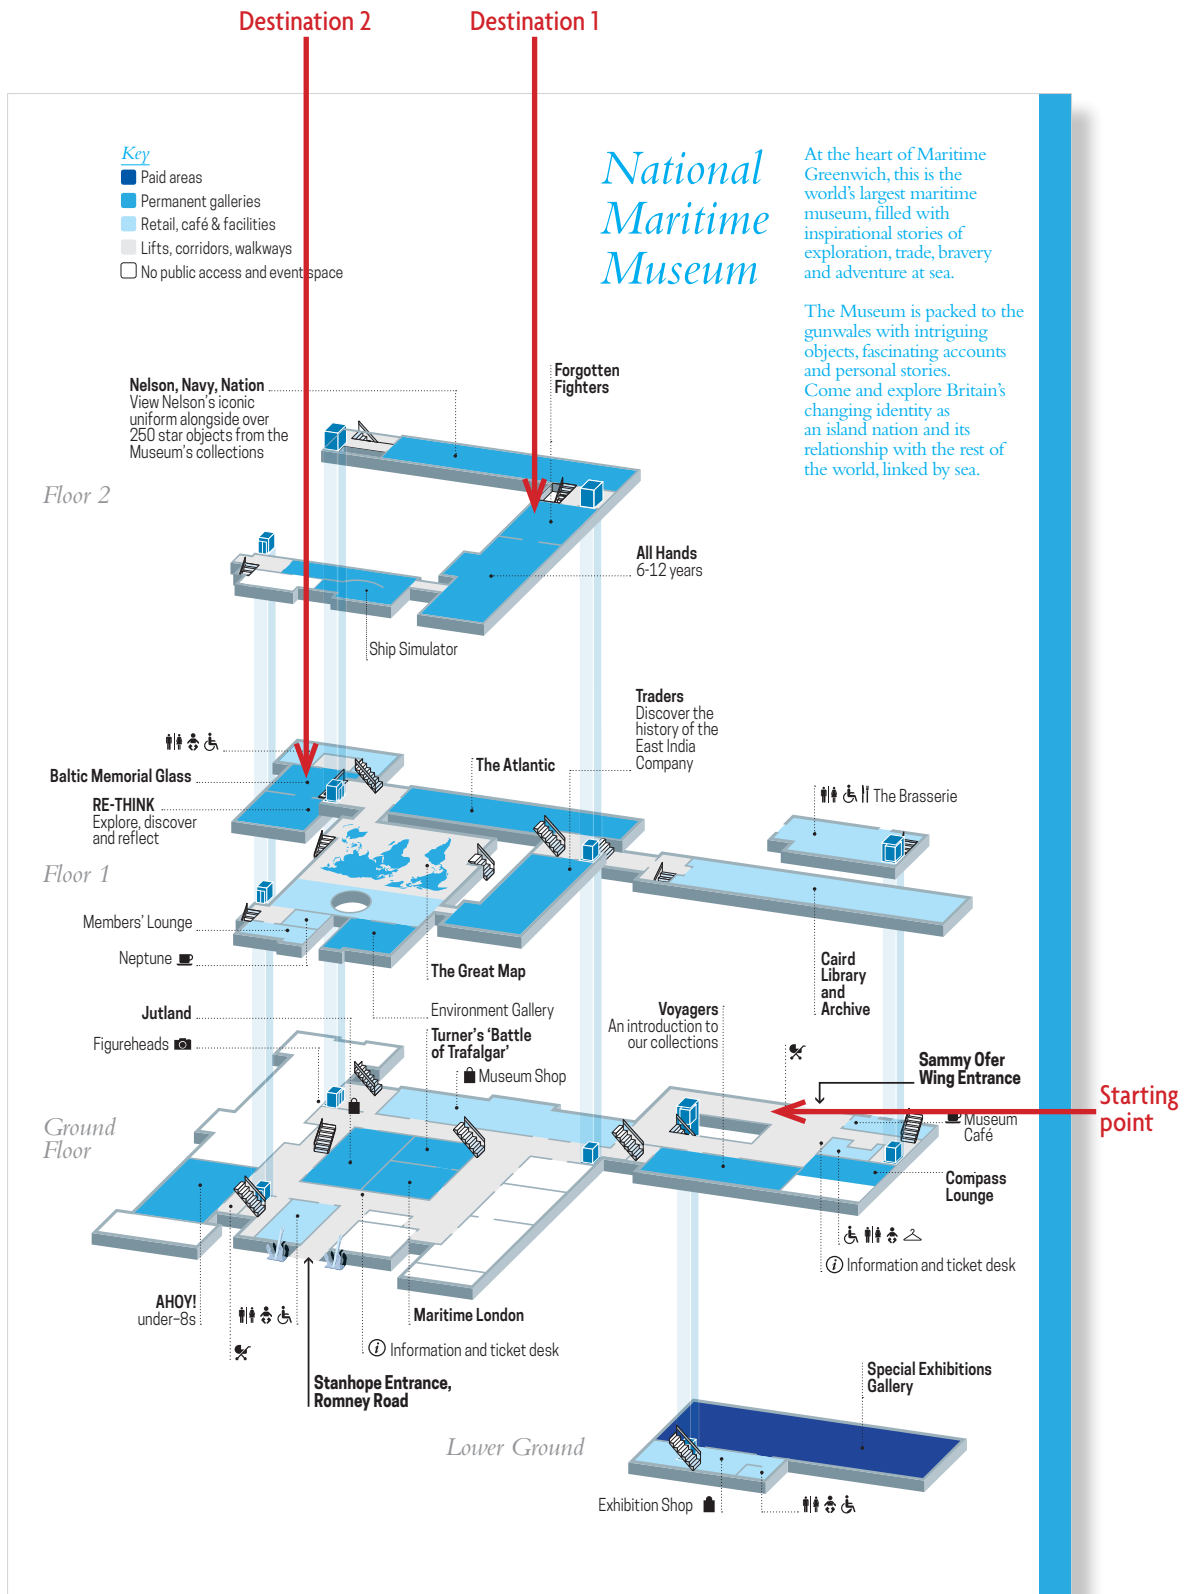 Destination 2
Destination 1
Key
Paid areas
Permanent galleries
Retail, café & facilities
Lifts, corridors, walkways
No public access and event space
National
Maritime
Museum
At the heart of Maritime
Greenwich, this is the
world's largest maritime
museum, filled with
inspirational stories of
exploration, trade, bravery
and adventure at sea.
The Museum is packed to the
gunwales with intriguing
objects, fascinating accounts
and personal stories.
Come and explore Britain's
changing identity as
an island nation and its
relationship with the rest of
the world, linked by sea.
Nelson, Navy, Nation
View Nelson's iconic
uniform alongside over
250 star objects from the
Museum's collections
Forgotten
Fighters
Floor 2
All Hands
6-12 years
Ship Simulator
Traders
Discover the
history of the
East India
Company
Baltic Memorial Glass
The Atlantic
RE-THINK
Explore, discover
and reflect
The Brasserie
Floor 1
Members' Lounge
Neptune
The Great Map
Environment Gallery
Caird
Library
and
Archive
Jutland
Figureheads
Turner's 'Battle
of Trafalgar'
Museum Shop
Voyagers
An introduction to
our collections
Sammy Ofer
Wing Entrance
Starting
point
Ground
Floor
Museum
Café
Compass
Lounge
i Information and ticket desk
AHOY!
under-8s
Maritime London
i Information and ticket desk
Stanhope Entrance,
Romney Road
Special Exhibitions
Gallery
Lower Ground
Exhibition Shop